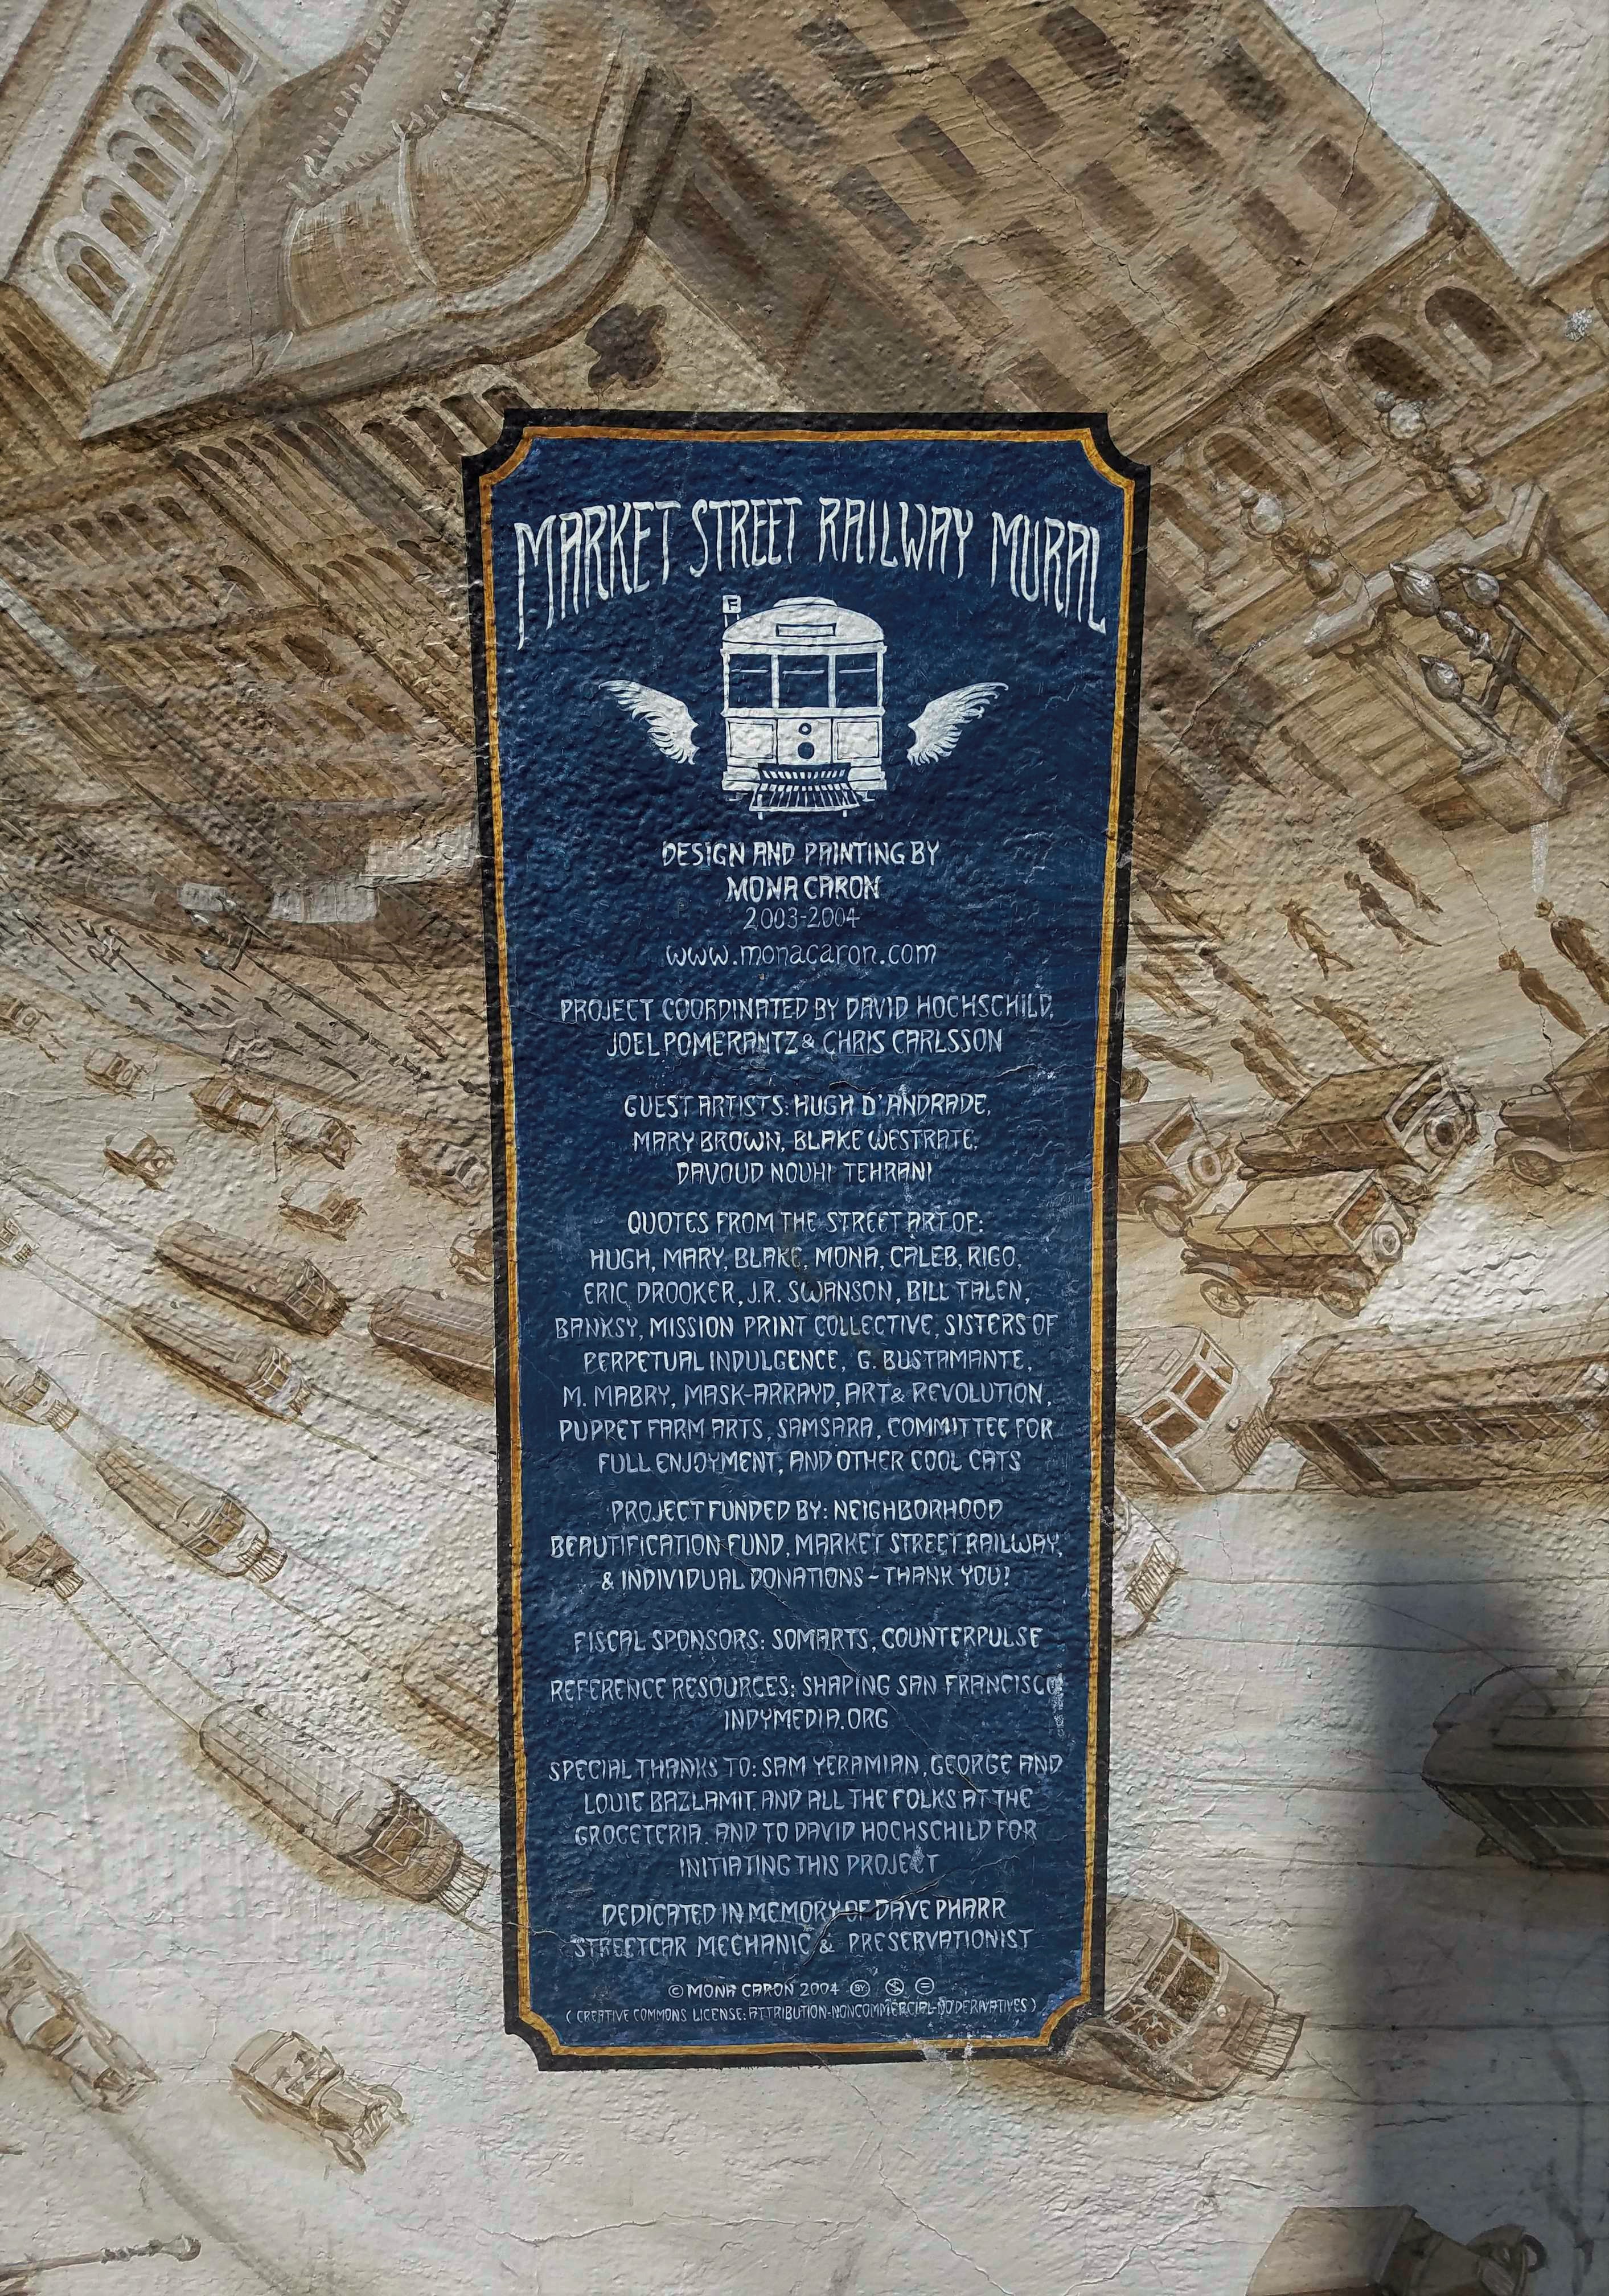 MARKET STREET RAILWAY MURAL
F
DESIGN AND PAINTING BY
MONA CARON
2003-2004
www.monacaron.com
PROJECT COORDINATED BY DAVID HOCHSCHILD,
JOEL POMERANTZ & CHRIS CARLSSON
GUEST ARTISTS: HUGH D'ANDRADE,
MARY BROWN, BLAKE WESTRATE,
DAVOUD NOUHI TEHRANI
QUOTES FROM THE STREET ART OF:
HUGH, MARY, BLAKE, MONA, CALEB, RIGO,
ERIC DROOKER, J.R. SWANSON, BILL TALEN,
BANKSY, MISSION PRINT COLLECTIVE, SISTERS OF
PERPETUAL INDULGENCE, G. BUSTAMANTE,
M. MABRY, MASK-ARRAYD, ART & REVOLUTION,
PUPPET FARM ARTS, SAMSARA, COMMITTEE FOR
FULL ENJOYMENT, AND OTHER COOL CATS
PROJECT FUNDED BY: NEIGHBORHOOD
BEAUTIFICATION FUND, MARKET STREET RAILWAY,
& INDIVIDUAL DONATIONS - THANK YOU!
FISCAL SPONSORS: SOMARTS, COUNTERPULSE
REFERENCE RESOURCES: SHAPING SAN FRANCISCO
INDYMEDIA.ORG
SPECIAL THANKS TO: SAM YERAMIAN, GEORGE AND
LOUIE BAZLAMIT. AND ALL THE FOLKS AT THE
GROCETERIA. AND TO DAVID HOCHSCHILD FOR
INITIATING THIS PROJECT
DEDICATED IN MEMORY OF DAVE PHARR
STREETCAR MECHANIC & PRESERVATIONIST
© MONA CARON 2004 BY: $ =
(CREATIVE COMMONS LICENSE: ATTRIBUTION-NONCOMMERCIAL-NODERIVATIVES)